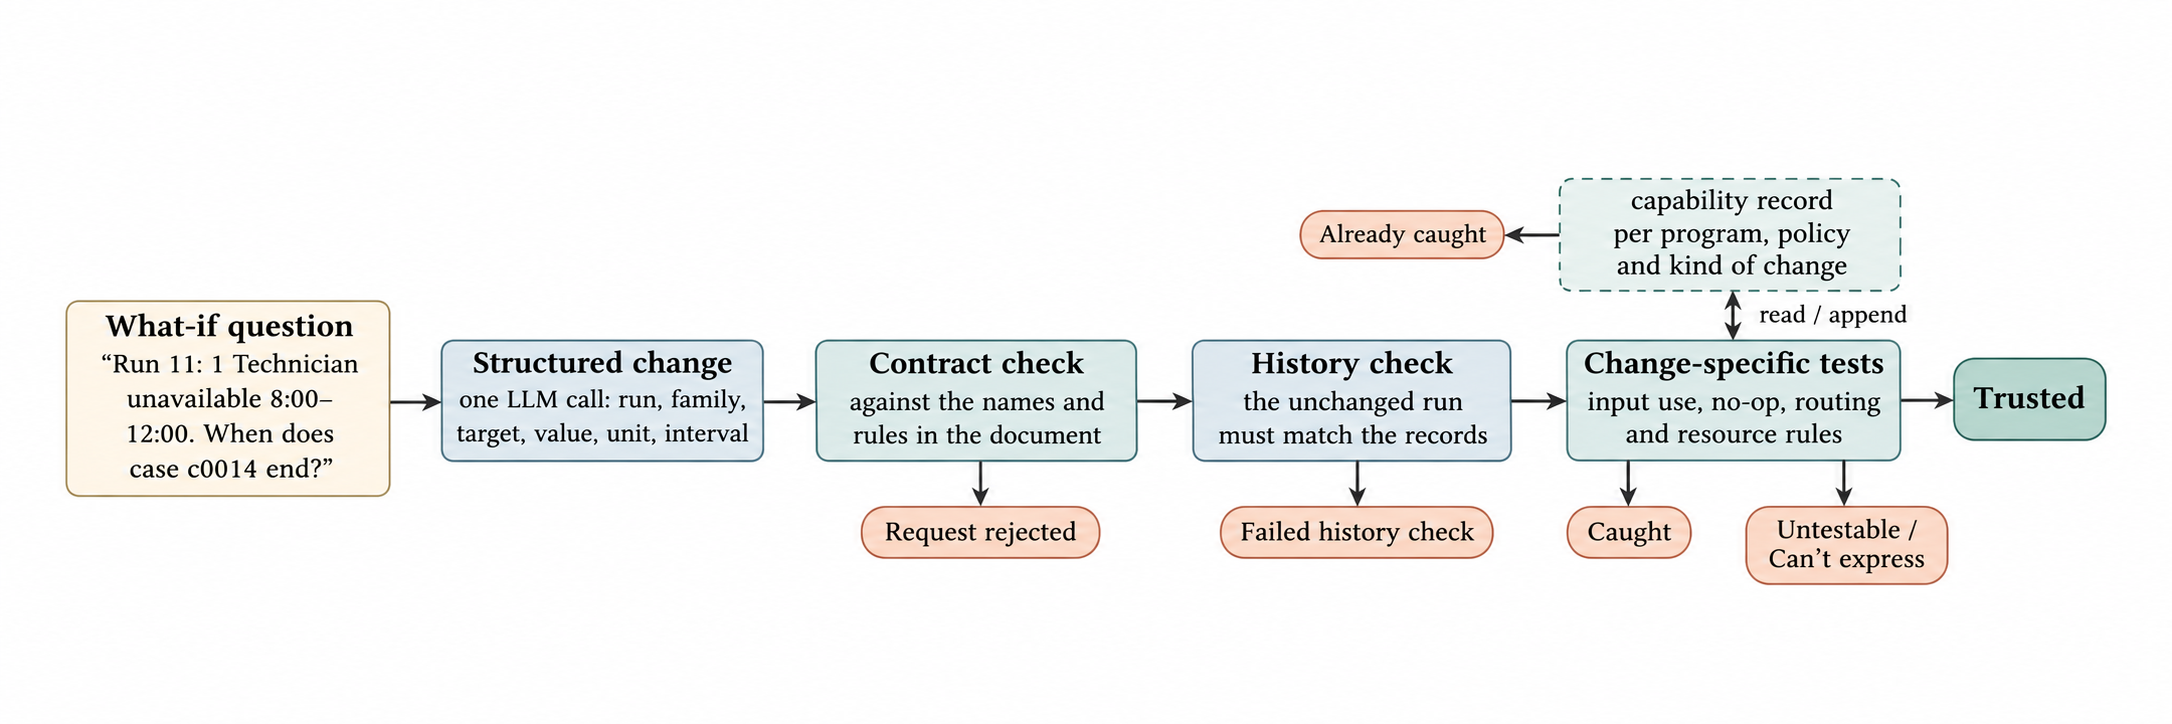 What-if question
“Run 11: 1 Technician
unavailable 8:00–
12:00. When does
case c0014 end?”
Structured change
one LLM call: run, family,
target, value, unit, interval
Contract check
against the names and
rules in the document
Request rejected
History check
the unchanged run
must match the records
Failed history check
Change-specific tests
input use, no-op, routing
and resource rules
read / append
capability record
per program, policy
and kind of change
Already caught
Caught
Untestable /
Can’t express
Trusted